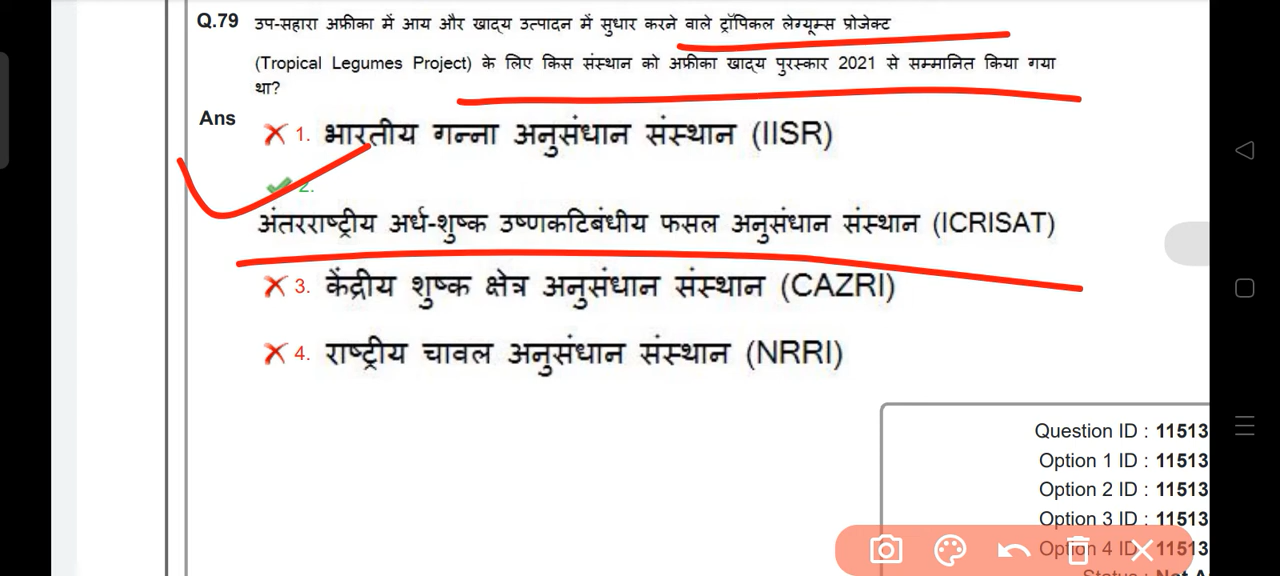 Q.79 उप-सहारा अफ्रीका में आय और खाद्य उत्पादन में सुधार करने वाले ट्रॉपिकल लेग्यूम्स प्रोजेक्ट
(Tropical Legumes Project) के लिए किस संस्थान को अफ्रीका खाद्य पुरस्कार 2021 से सम्मानित किया गया
था?
Ans
1. भारतीय गन्ना अनुसंधान संस्थान (IISR)
2.
अंतरराष्ट्रीय अर्ध-शुष्क उष्णकटिबंधीय फसल अनुसंधान संस्थान (ICRISAT)
3. केंद्रीय शुष्क क्षेत्र अनुसंधान संस्थान (CAZRI)
4. राष्ट्रीय चावल अनुसंधान संस्थान (NRRI)
Question ID : 11513
Option 1 ID : 11513
Option 2 ID : 11513
Option 3 ID : 11513
Option 4 ID : 11513